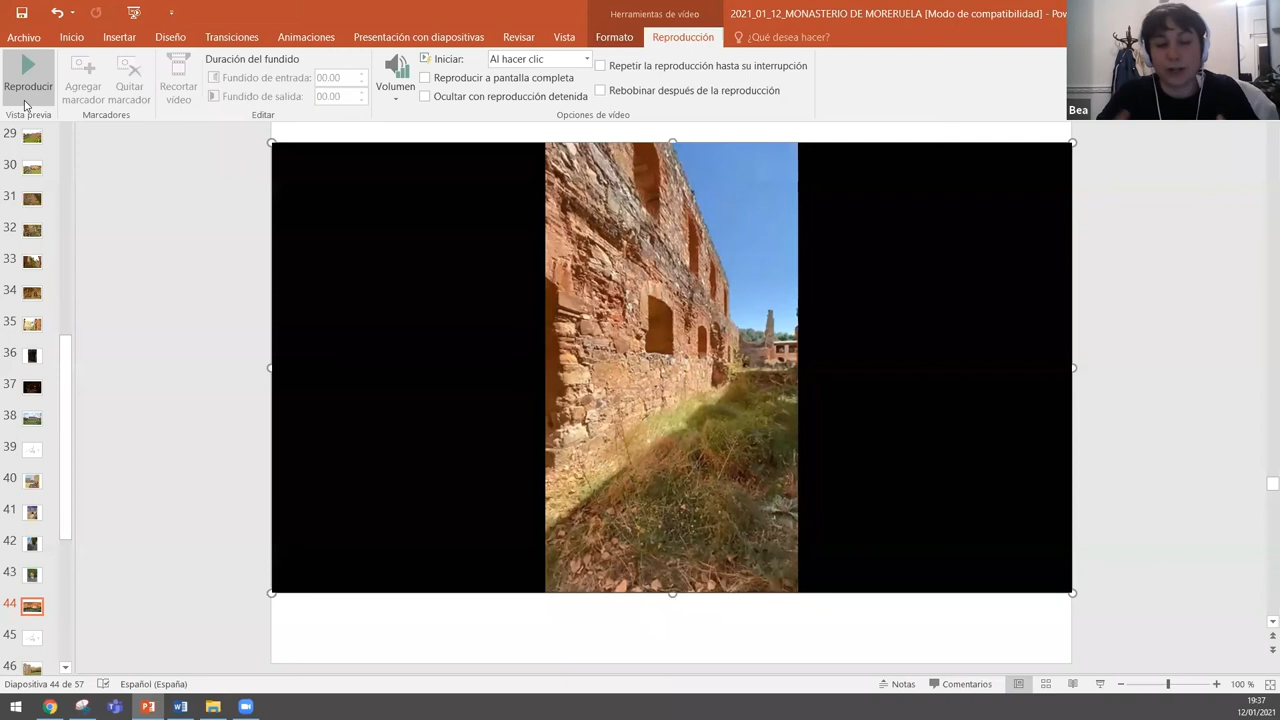 Herramientas de vídeo
2021_01_12_MONASTERIO DE MORERUELA [Modo de compatibilidad] - Pow
Archivo
Inicio
Insertar
Diseño
Transiciones
Animaciones
Presentación con diapositivas
Revisar
Vista
Formato
Reproducción
¿Qué desea hacer?
Reproducir
Vista previa
Agregar marcador
Quitar marcador
Marcadores
Recortar vídeo
Duración del fundido
Fundido de entrada: 00.00
Fundido de salida: 00.00
Editar
Volumen
Iniciar: Al hacer clic
Reproducir a pantalla completa
Ocultar con reproducción detenida
Repetir la reproducción hasta su interrupción
Rebobinar después de la reproducción
Opciones de vídeo
Bea
29
30
31
32
33
34
35
36
37
38
39
40
41
42
43
44
45
46
Diapositiva 44 de 57
Español (España)
Notas
Comentarios
100 %
19:37
12/01/2021